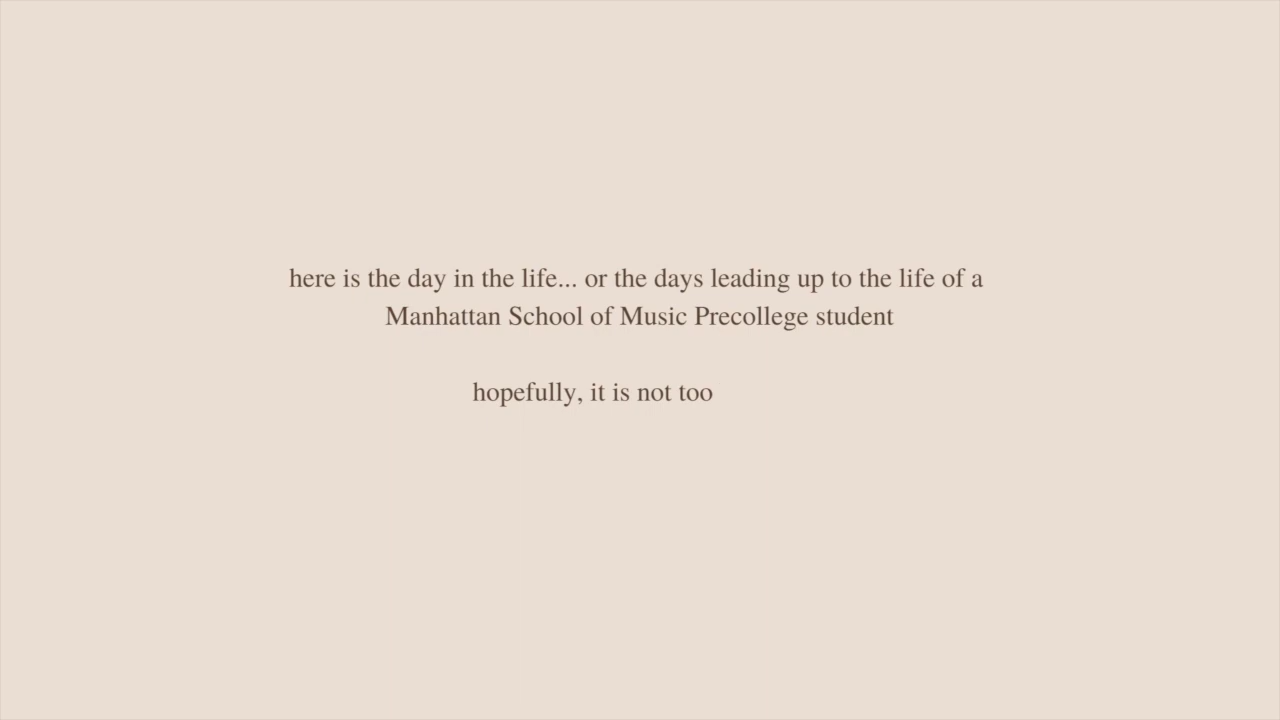 here is the day in the life... or the days leading up to the life of a
Manhattan School of Music Precollege student
hopefully, it is not too